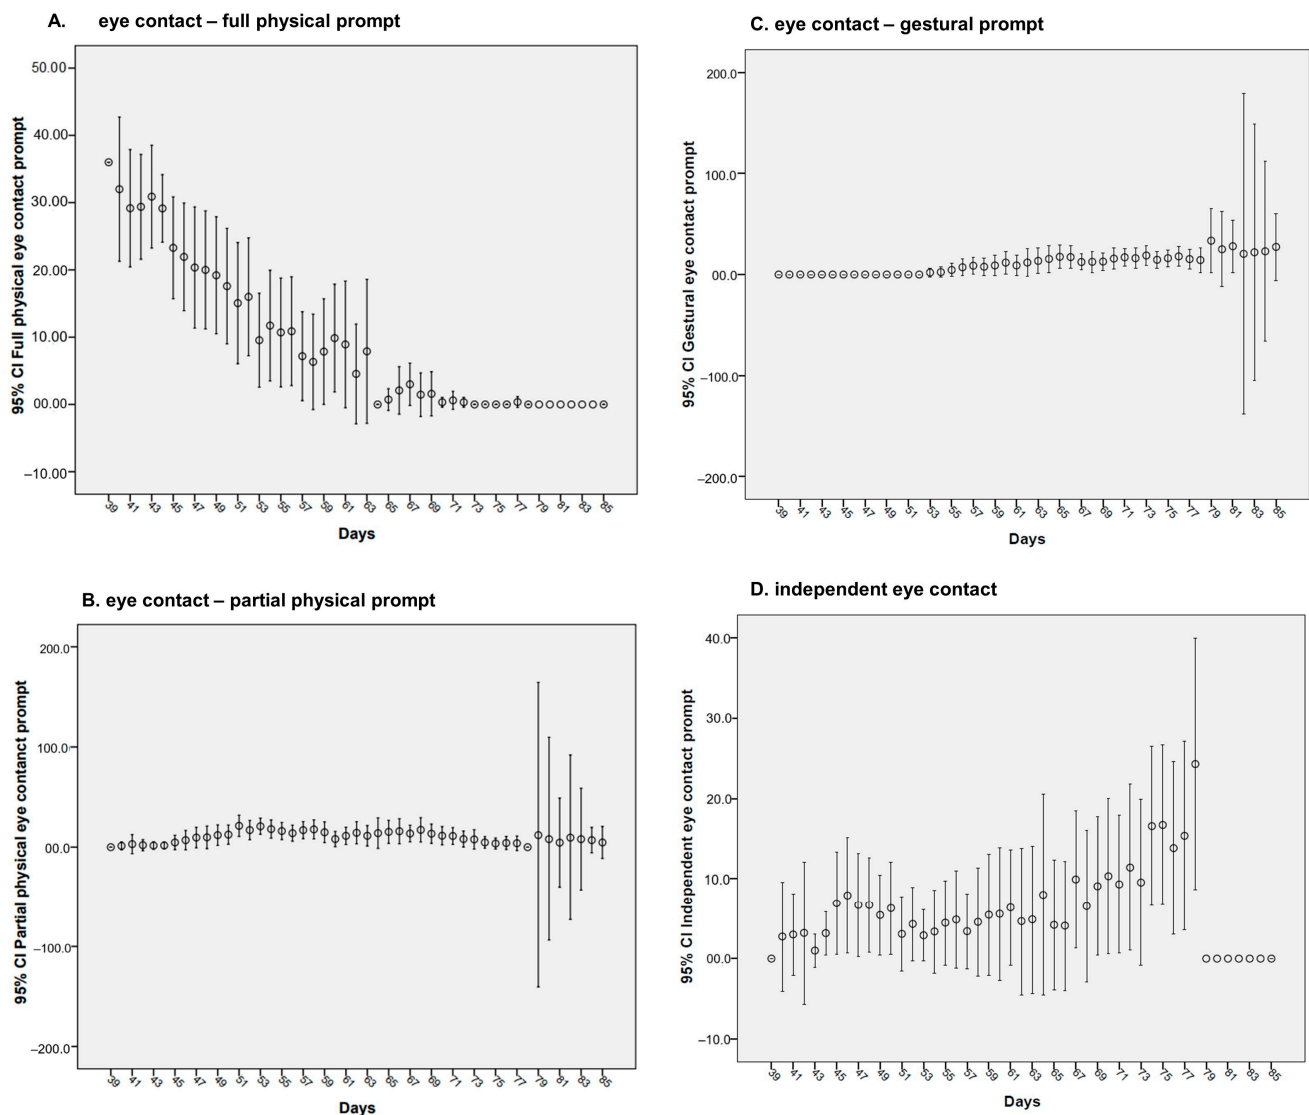 A. eye contact – full physical prompt
95% CI Full physical eye contact prompt
50.00
40.00
30.00
20.00
10.00
00.00
–10.00
39 41 43 45 47 49 51 53 55 57 59 61 63 65 67 69 71 73 75 77 79 81 83 85
Days
C. eye contact – gestural prompt
95% CI Gestural eye contact prompt
200.0
100.0
00.00
–100.0
–200.0
39 41 43 45 47 49 51 53 55 57 59 61 63 65 67 69 71 73 75 77 79 81 83 85
Days
B. eye contact – partial physical prompt
95% CI Partial physical eye contanct prompt
200.0
100.0
00.00
–100.0
–200.0
39 41 43 45 47 49 51 53 55 57 59 61 63 65 67 69 71 73 75 77 79 81 83 85
Days
D. independent eye contact
95% CI Independent eye contact prompt
40.0
30.0
20.0
10.0
00.0
–10.0
39 41 43 45 47 49 51 53 55 57 59 61 63 65 67 69 71 73 75 77 79 81 83 85
Days